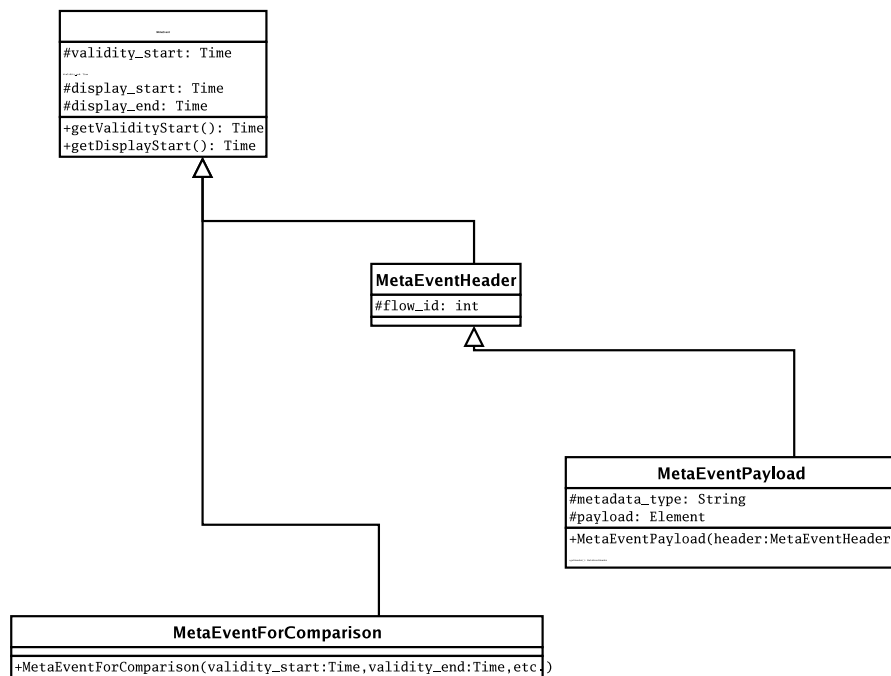 #validity_start: Time
#display_start: Time
#display_end: Time
+getValidityStart(): Time
+getDisplayStart(): Time
MetaEventHeader
#flow_id: int
MetaEventPayload
#metadata_type: String
#payload: Element
+MetaEventPayload(header:MetaEventHeader
MetaEventForComparison
+MetaEventForComparison(validity_start:Time,validity_end:Time,etc.)